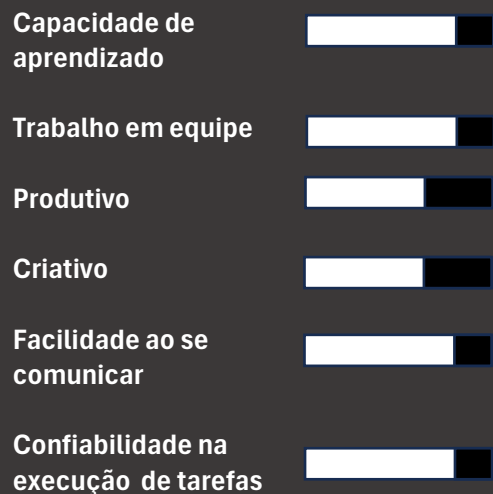 Capacidade de
aprendizado
Trabalho em equipe
Produtivo
Criativo
Facilidade ao se
comunicar
Confiabilidade na
execução de tarefas